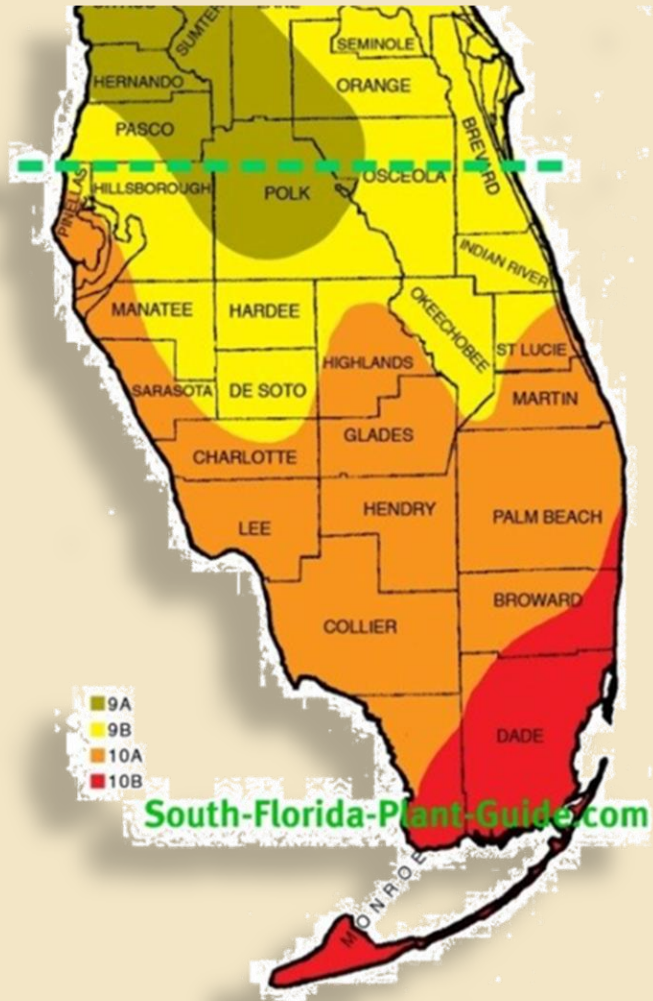 SUMTER
LAKE
SEMINOLE
HERNANDO
ORANGE
PASCO
BREVARD
OSCEOLA
PINELLAS
HILLSBOROUGH
POLK
INDIAN RIVER
MANATEE
HARDEE
OKEECHOBEE
ST LUCIE
HIGHLANDS
SARASOTA
DE SOTO
MARTIN
GLADES
CHARLOTTE
HENDRY
PALM BEACH
LEE
BROWARD
COLLIER
9A
9B
10A
10B
DADE
South-Florida-Plant-Guide.com
MONROE